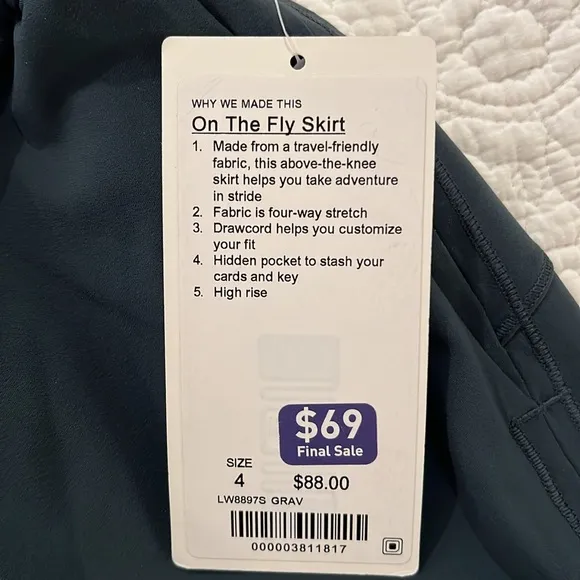 WHY WE MADE THIS
On The Fly Skirt
1. Made from a travel-friendly
fabric, this above-the-knee
skirt helps you take adventure
in stride
2. Fabric is four-way stretch
3. Drawcord helps you customize
your fit
4. Hidden pocket to stash your
cards and key
5. High rise
$69
Final Sale
SIZE
4 $88.00
LW8897S GRAV
000003811817